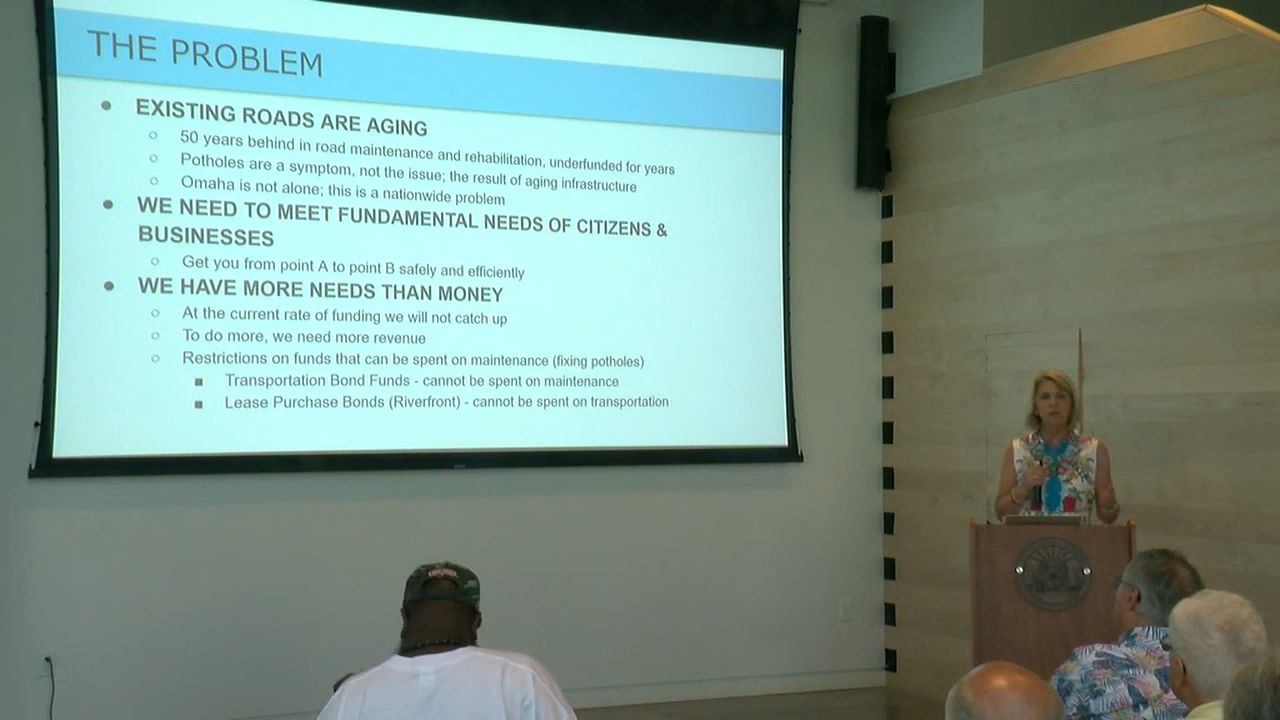 THE PROBLEM
EXISTING ROADS ARE AGING
50 years behind in road maintenance and rehabilitation, underfunded for years
Potholes are a symptom, not the issue; the result of aging infrastructure
Omaha is not alone; this is a nationwide problem
WE NEED TO MEET FUNDAMENTAL NEEDS OF CITIZENS &
BUSINESSES
Get you from point A to point B safely and efficiently
WE HAVE MORE NEEDS THAN MONEY
At the current rate of funding we will not catch up
To do more, we need more revenue
Restrictions on funds that can be spent on maintenance (fixing potholes)
Transportation Bond Funds - cannot be spent on maintenance
Lease Purchase Bonds (Riverfront) - cannot be spent on transportation